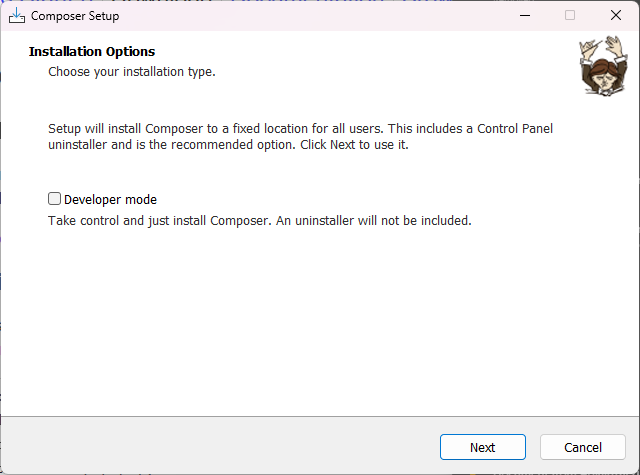 Composer Setup
Installation Options
Choose your installation type.
Setup will install Composer to a fixed location for all users. This includes a Control Panel
uninstaller and is the recommended option. Click Next to use it.
Developer mode
Take control and just install Composer. An uninstaller will not be included.
Next
Cancel